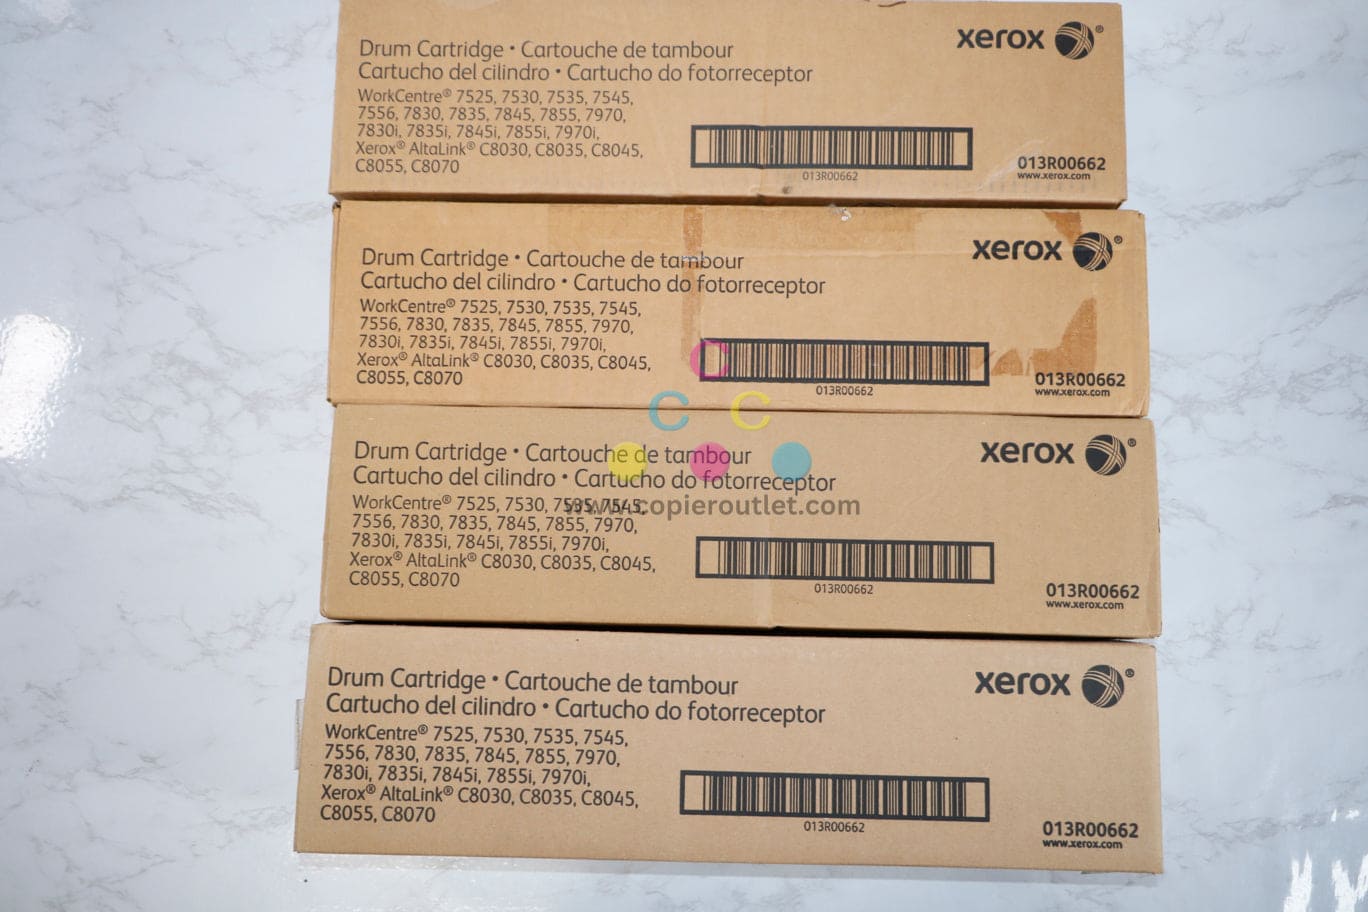 Drum Cartridge • Cartouche de tambour
Cartucho del cilindro • Cartucho do fotorreceptor
WorkCentre® 7525, 7530, 7535, 7545,
7556, 7830, 7835, 7845, 7855, 7970,
7830i, 7835i, 7845i, 7855i, 7970i,
Xerox® AltaLink® C8030, C8035, C8045,
C8055, C8070
xerox®
013R00662
013R00662
www.xerox.com
Drum Cartridge • Cartouche de tambour
Cartucho del cilindro • Cartucho do fotorreceptor
WorkCentre® 7525, 7530, 7535, 7545,
7556, 7830, 7835, 7845, 7855, 7970,
7830i, 7835i, 7845i, 7855i, 7970i,
Xerox® AltaLink® C8030, C8035, C8045,
C8055, C8070
xerox®
013R00662
013R00662
www.xerox.com
C
C C
Drum Cartridge • Cartouche de tambour
Cartucho del cilindro • Cartucho do fotorreceptor
WorkCentre® 7525, 7530, 7535, 7545,
7556, 7830, 7835, 7845, 7855, 7970,
7830i, 7835i, 7845i, 7855i, 7970i,
Xerox® AltaLink® C8030, C8035, C8045,
C8055, C8070
www.copieroutlet.com
xerox®
013R00662
013R00662
www.xerox.com
Drum Cartridge • Cartouche de tambour
Cartucho del cilindro • Cartucho do fotorreceptor
WorkCentre® 7525, 7530, 7535, 7545,
7556, 7830, 7835, 7845, 7855, 7970,
7830i, 7835i, 7845i, 7855i, 7970i,
Xerox® AltaLink® C8030, C8035, C8045,
C8055, C8070
xerox®
013R00662
013R00662
www.xerox.com